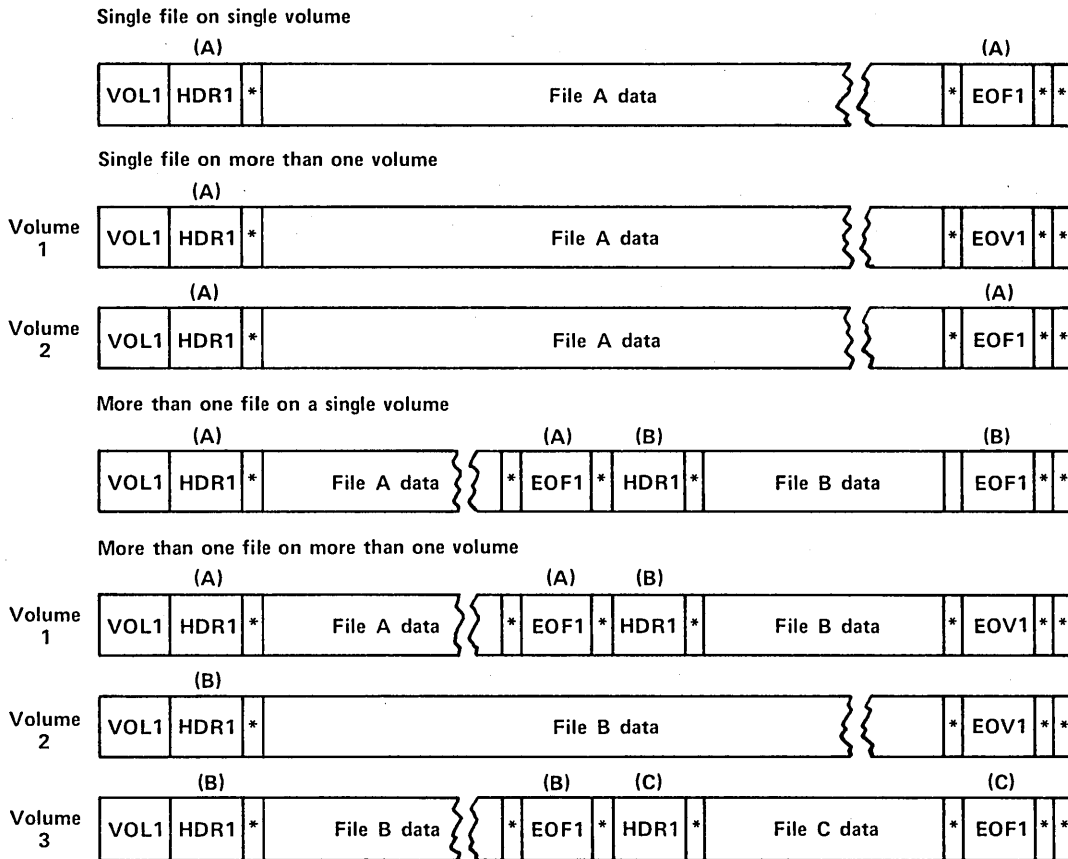 Single file on single volume
(A) (A)
VOL1 HDR1 * File A data * EOF1 * *
Single file on more than one volume
(A)
Volume 1 VOL1 HDR1 * File A data * EOV1 * *
(A) (A)
Volume 2 VOL1 HDR1 * File A data * EOF1 * *
More than one file on a single volume
(A) (A) (B) (B)
VOL1 HDR1 * File A data * EOF1 * HDR1 * File B data EOF1 * *
More than one file on more than one volume
(A) (A) (B)
Volume 1 VOL1 HDR1 * File A data * EOF1 * HDR1 * File B data * EOV1 * *
(B)
Volume 2 VOL1 HDR1 * File B data * EOV1 * *
(B) (B) (C) (C)
Volume 3 VOL1 HDR1 * File B data * EOF1 * HDR1 * File C data * EOF1 * *